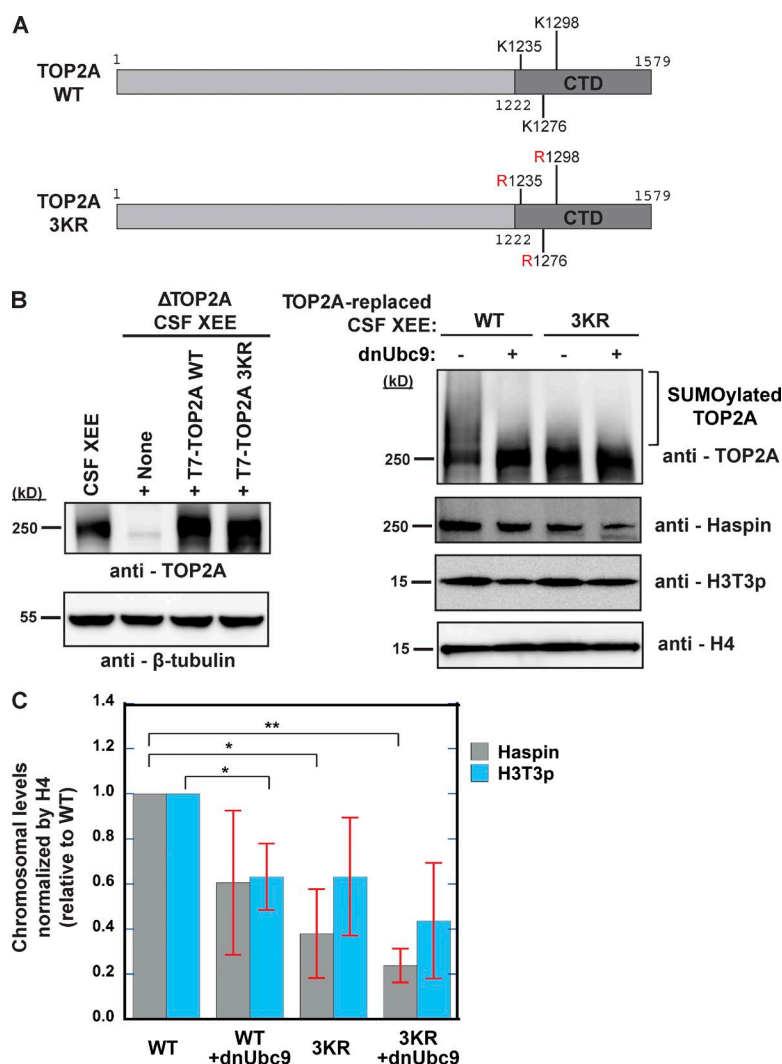 A
TOP2A
WT
1
K1235
K1298
1579
CTD
1222
K1276
TOP2A
3KR
1
R1235
R1298
1579
CTD
1222
R1276
B
ΔTOP2A
CSF XEE
CSF XEE
+ None
+ T7-TOP2A WT
+ T7-TOP2A 3KR
(kD)
250
anti - TOP2A
55
anti - β-tubulin
TOP2A-replaced
CSF XEE: WT 3KR
dnUbc9: - + - +
(kD)
SUMOylated
TOP2A
250 anti - TOP2A
250 anti - Haspin
15 anti - H3T3p
15 anti - H4
C
Chromosomal levels
normalized by H4
(relative to WT)
1.4
1.2
1.0
0.8
0.6
0.4
0.2
0.0
**
*
*
Haspin
H3T3p
WT
WT
+dnUbc9
3KR
3KR
+dnUbc9